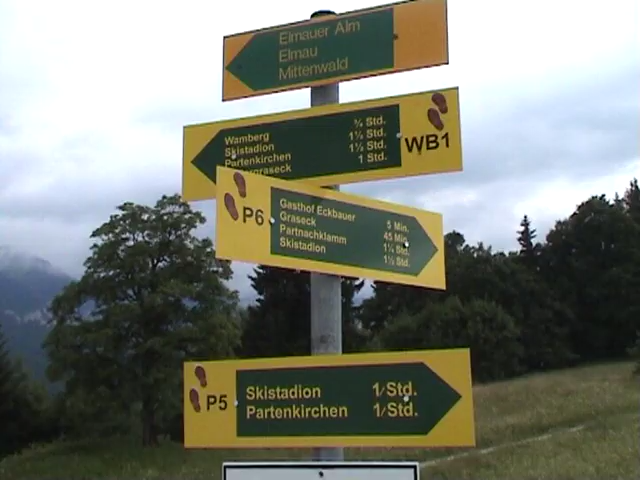 Elmauer Alm
Elmau
Mittenwald
Wamberg ¾ Std.
Skistadion 1½ Std.
Partenkirchen 1½ Std.
1 Std.
WB1
P6
Gasthof Eckbauer 5 Min.
Graseck 45 Min.
Partnachklamm 1¼ Std.
Skistadion 1½ Std.
P5
Skistadion 1 Std.
Partenkirchen 1 Std.